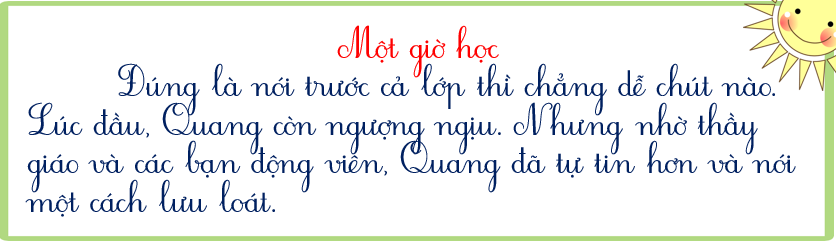 Một giờ học
Đúng là nói trước cả lớp thì chẳng dễ chút nào.
Lúc đầu, Quang còn ngượng ngịu. Nhưng nhờ thầy
giáo và các bạn động viên, Quang đã tự tin hơn và nói
một cách lưu loát.